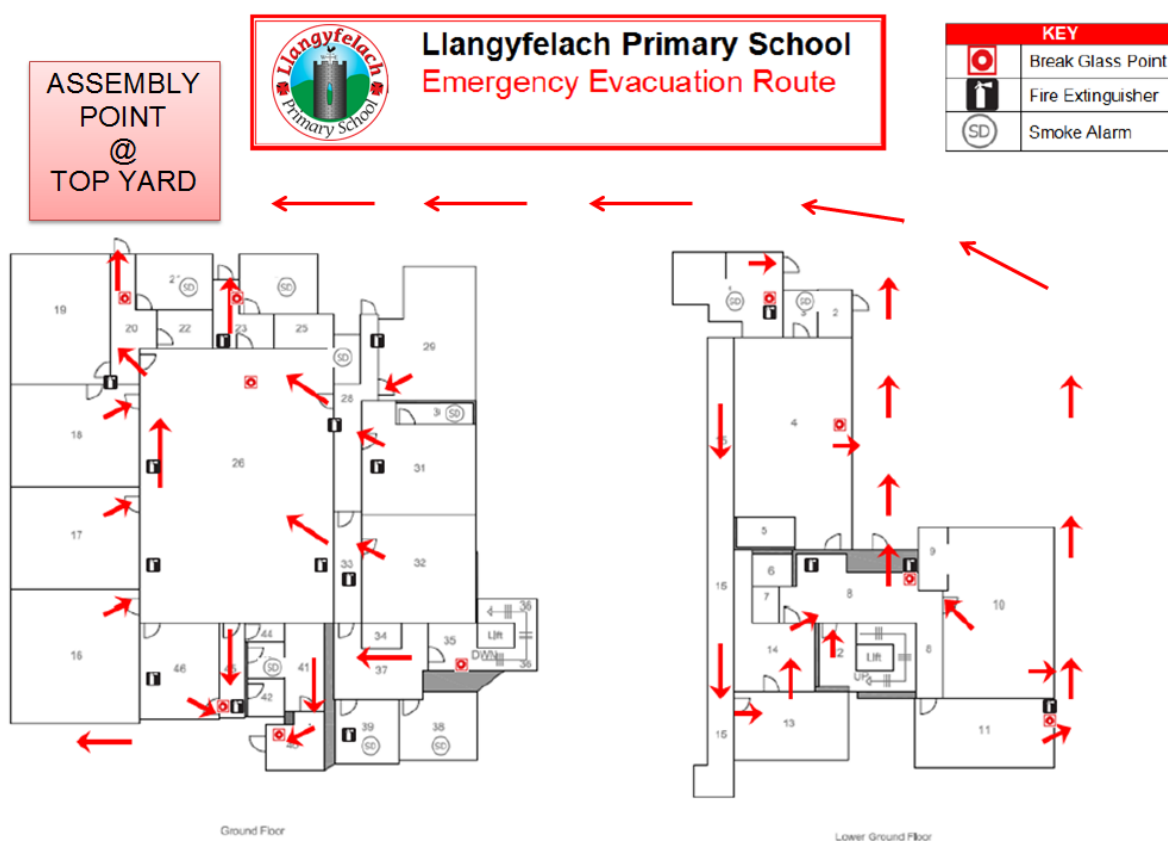 Llangyfelach Primary School
Emergency Evacuation Route
Llangyfelach
Primary School
ASSEMBLY
POINT
@
TOP YARD
KEY
Break Glass Point
Fire Extinguisher
SD Smoke Alarm
19
20
SD
22
23
SD
25
SD
28
29
SD
18
26
31
17
33
32
16
46
44
SD
42
41
34
37
35
Lift
DWN
36
38
39
SD
38
SD
Ground Floor
SD
SD
3
2
4
5
15
6
7
8
9
10
14
Lift
UP
8
13
15
11
Lower Ground Floor